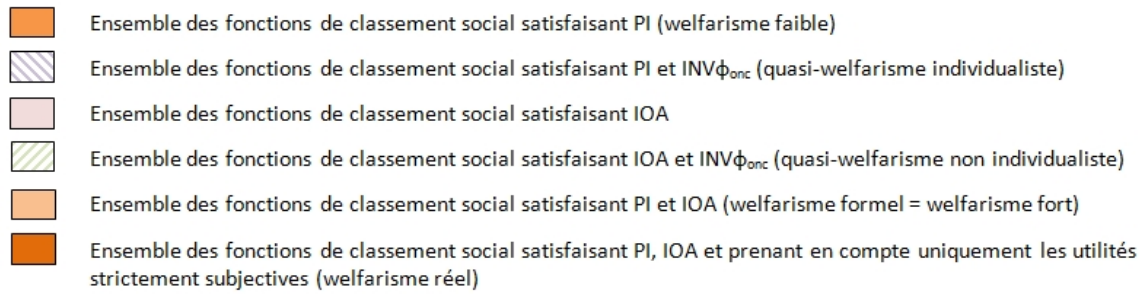 Ensemble des fonctions de classement social satisfaisant PI (welfarisme faible)
Ensemble des fonctions de classement social satisfaisant PI et INVϕonc (quasi-welfarisme individualiste)
Ensemble des fonctions de classement social satisfaisant IOA
Ensemble des fonctions de classement social satisfaisant IOA et INVϕonc (quasi-welfarisme non individualiste)
Ensemble des fonctions de classement social satisfaisant PI et IOA (welfarisme formel = welfarisme fort)
Ensemble des fonctions de classement social satisfaisant PI, IOA et prenant en compte uniquement les utilités
strictement subjectives (welfarisme réel)